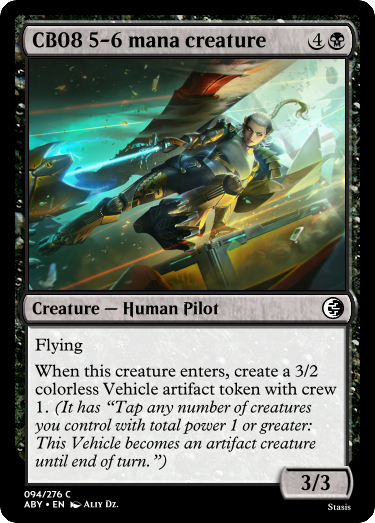 CB08 5-6 mana creature 4
Creature — Human Pilot
Flying
When this creature enters, create a 3/2
colorless Vehicle artifact token with crew
1. (It has “Tap any number of creatures
you control with total power 1 or greater:
This Vehicle becomes an artifact creature
until end of turn.”)
3/3
094/276 C
ABY • EN Aliy Dz.
Stasis